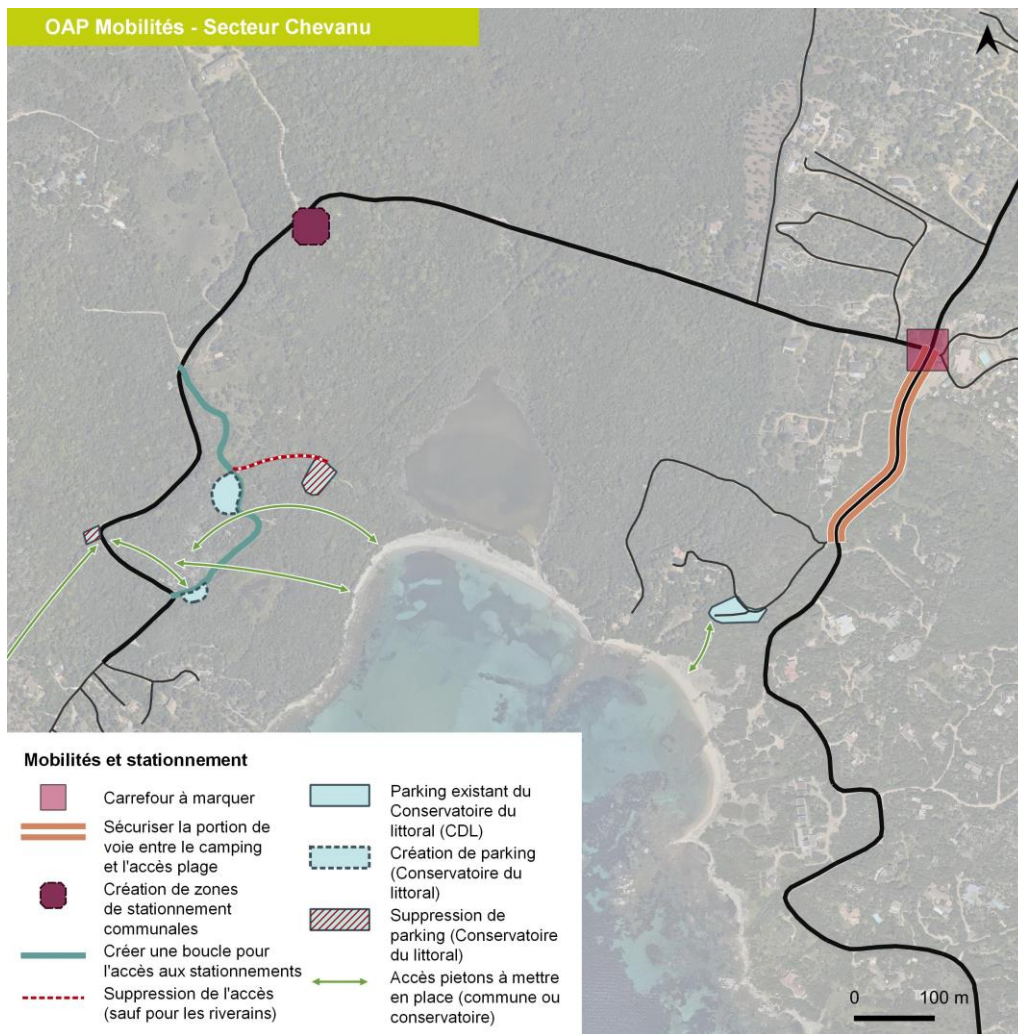 OAP Mobilités - Secteur Chevanu
Mobilités et stationnement
Carrefour à marquer
Sécuriser la portion de
voie entre le camping
et l'accès plage
Création de zones
de stationnement
communales
Créer une boucle pour
l'accès aux stationnements
Suppression de l'accès
(sauf pour les riverains)
Parking existant du
Conservatoire du
littoral (CDL)
Création de parking
(Conservatoire du
littoral)
Suppression de
parking (Conservatoire
du littoral)
Accès pietons à mettre
en place (commune ou
conservatoire)
0 100 m